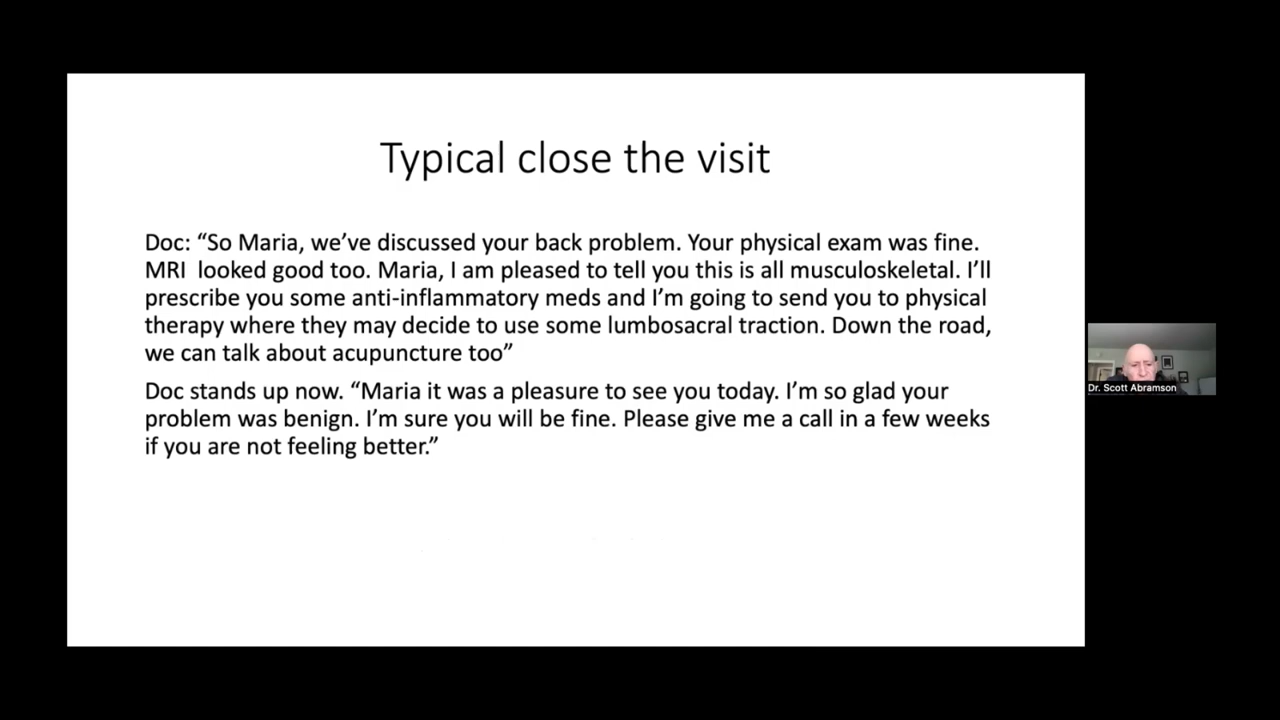 Typical close the visit
Doc: “So Maria, we’ve discussed your back problem. Your physical exam was fine.
MRI  looked good too. Maria, I am pleased to tell you this is all musculoskeletal. I’ll
prescribe you some anti-inflammatory meds and I’m going to send you to physical
therapy where they may decide to use some lumbosacral traction. Down the road,
we can talk about acupuncture too”
Doc stands up now. “Maria it was a pleasure to see you today. I’m so glad your
problem was benign. I’m sure you will be fine. Please give me a call in a few weeks
if you are not feeling better.”
Dr. Scott Abramson